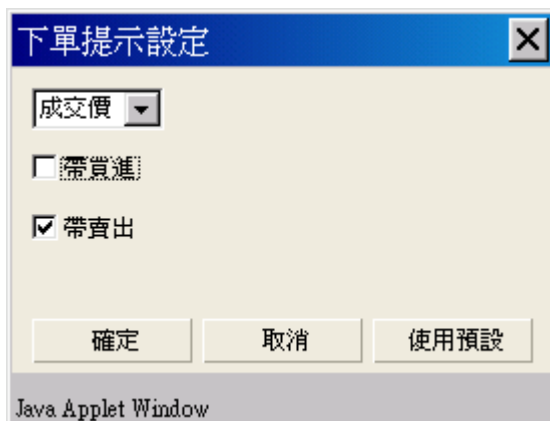 下單提示設定
成交價
帶買進
帶賣出
確定 取消 使用預設
Java Applet Window